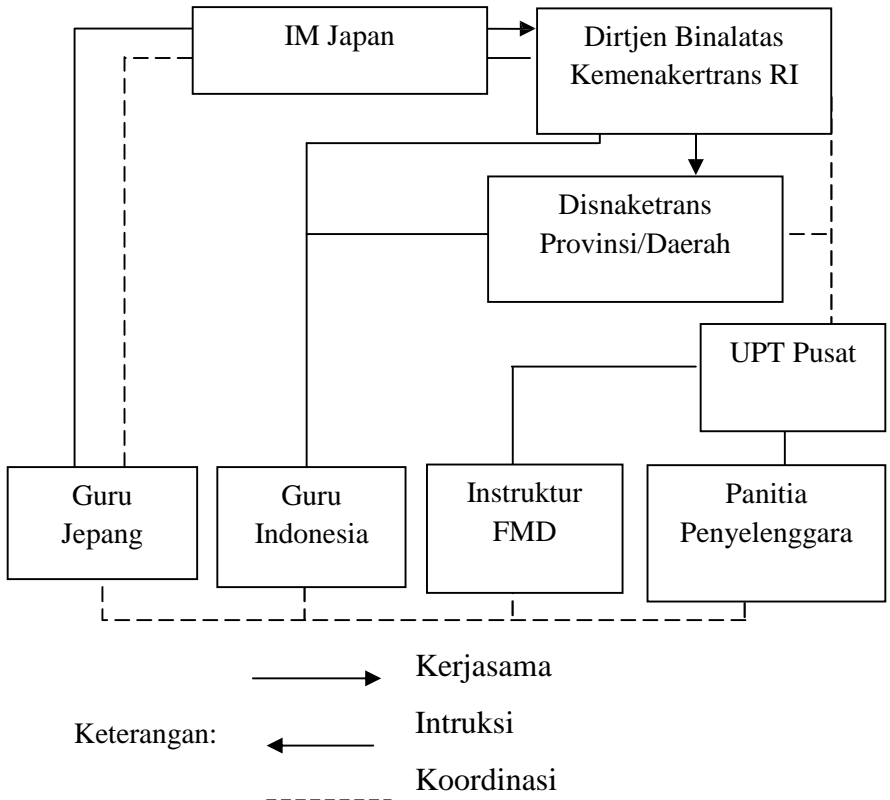 IM Japan
Dirtjen Binalatas
Kemenakertrans RI
Disnaketrans
Provinsi/Daerah
UPT Pusat
Guru
Jepang
Guru
Indonesia
Instruktur
FMD
Panitia
Penyelenggara
Kerjasama
Keterangan:
Intruksi
Koordinasi